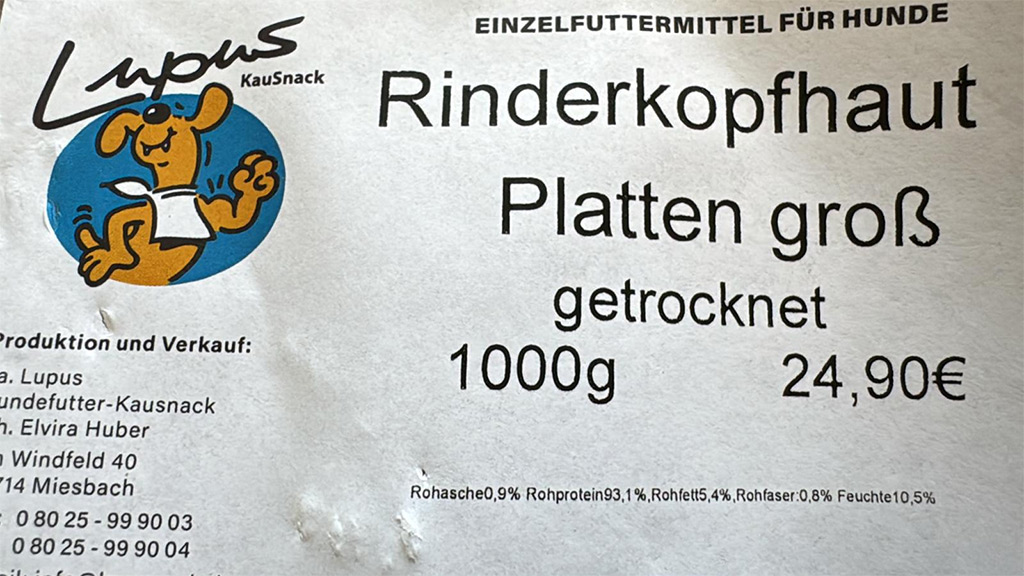 Lupus
KauSnack
EINZELFUTTERMITTEL FÜR HUNDE
Rinderkopfhaut
Platten groß
getrocknet
1000g 24,90€
Rohasche0,9% Rohprotein93,1%,Rohfett5,4%,Rohfaser:0,8% Feuchte10,5%
Produktion und Verkauf:
a. Lupus
undefutter-Kausnack
h. Elvira Huber
Windfeld 40
714 Miesbach
0 80 25 - 99 90 03
0 80 25 - 99 90 04